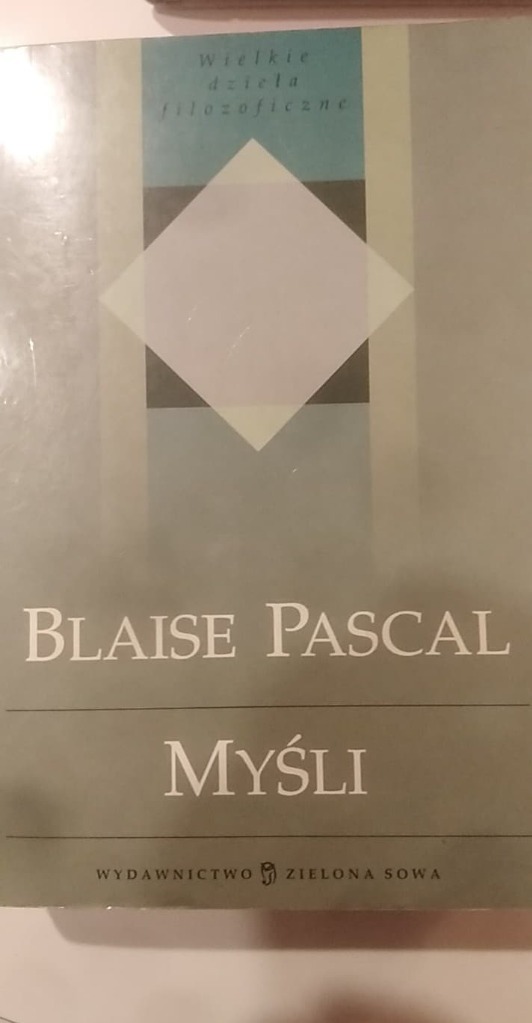 Wielkie
dzieła
filozoficzne
BLAISE PASCAL
MYŚLI
WYDAWNICTWO ZIELONA SOWA